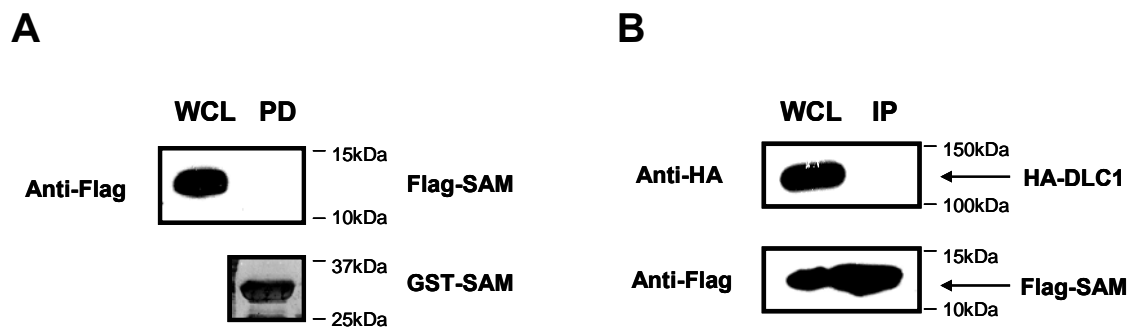 A
WCL PD
Anti-Flag
15kDa
10kDa
Flag-SAM
37kDa
25kDa
GST-SAM
B
WCL IP
Anti-HA
150kDa
100kDa
HA-DLC1
Anti-Flag
15kDa
10kDa
Flag-SAM